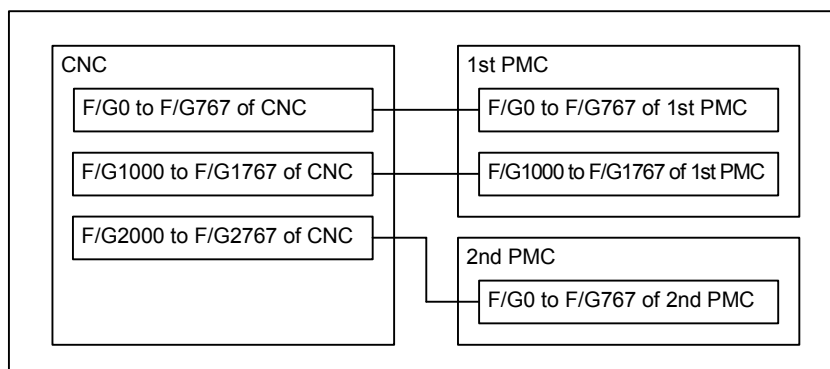 CNC
F/G0 to F/G767 of CNC
F/G1000 to F/G1767 of CNC
F/G2000 to F/G2767 of CNC
1st PMC
F/G0 to F/G767 of 1st PMC
F/G1000 to F/G1767 of 1st PMC
2nd PMC
F/G0 to F/G767 of 2nd PMC